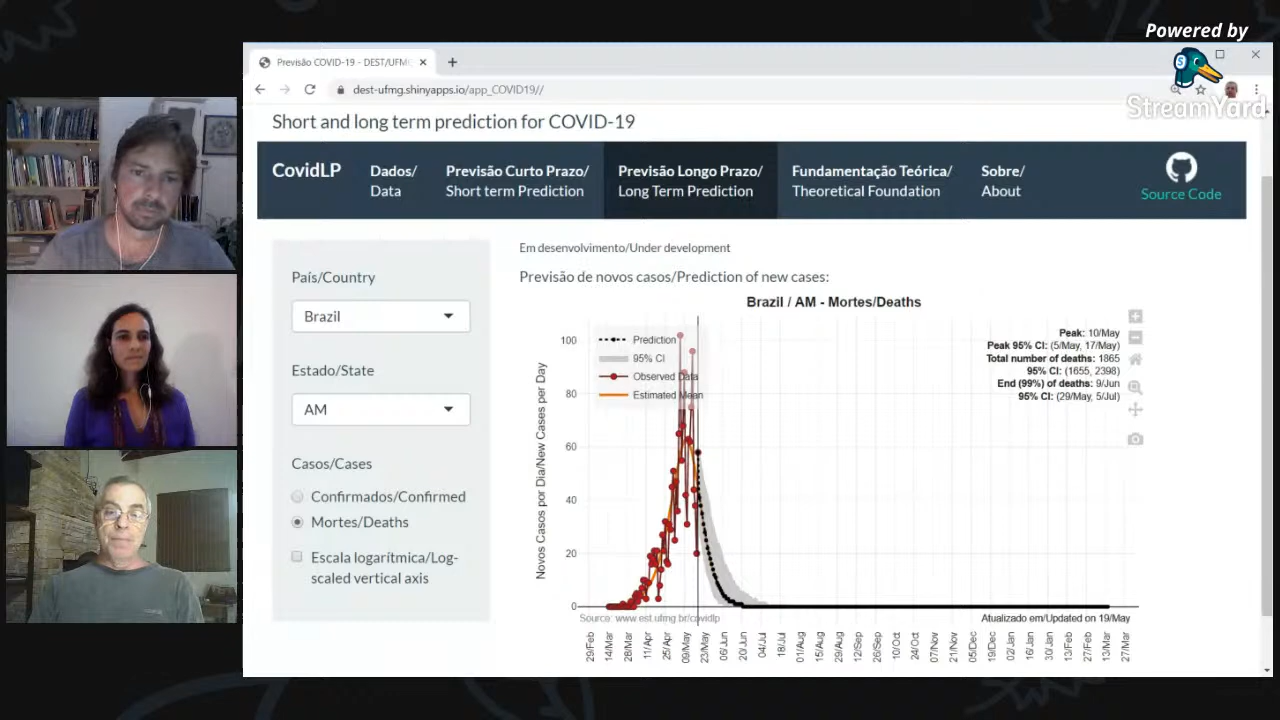 Powered by
StreamYard
Previsão COVID-19 - DEST/UFM
dest-ufmg.shinyapps.io/app_COVID19//
Short and long term prediction for COVID-19
CovidLP
Dados/
Data
Previsão Curto Prazo/
Short term Prediction
Previsão Longo Prazo/
Long Term Prediction
Fundamentação Teórica/
Theoretical Foundation
Sobre/
About
Source Code
País/Country
Brazil
Estado/State
AM
Casos/Cases
Confirmados/Confirmed
Mortes/Deaths
Escala logarítmica/Log-
scaled vertical axis
Em desenvolvimento/Under development
Previsão de novos casos/Prediction of new cases:
Brazil / AM - Mortes/Deaths
Prediction
95% CI
Observed Data
Estimated Mean
Peak: 10/May
Peak 95% CI: (5/May, 17/May)
Total number of deaths: 1865
95% CI: (1655, 2398)
End (99%) of deaths: 9/Jun
95% CI: (29/May, 5/Jul)
Novos Casos por Dia/New Cases per Day
100
80
60
40
20
0
Source: www.est.ufmg.br/covidlp
Atualizado em/Updated on 19/May
29/Feb
14/Mar
28/Mar
11/Apr
25/Apr
09/May
23/May
06/Jun
20/Jun
04/Jul
18/Jul
01/Aug
15/Aug
29/Aug
12/Sep
26/Sep
10/Oct
24/Oct
07/Nov
21/Nov
05/Dec
19/Dec
02/Jan
16/Jan
30/Jan
13/Feb
27/Feb
13/Mar
27/Mar